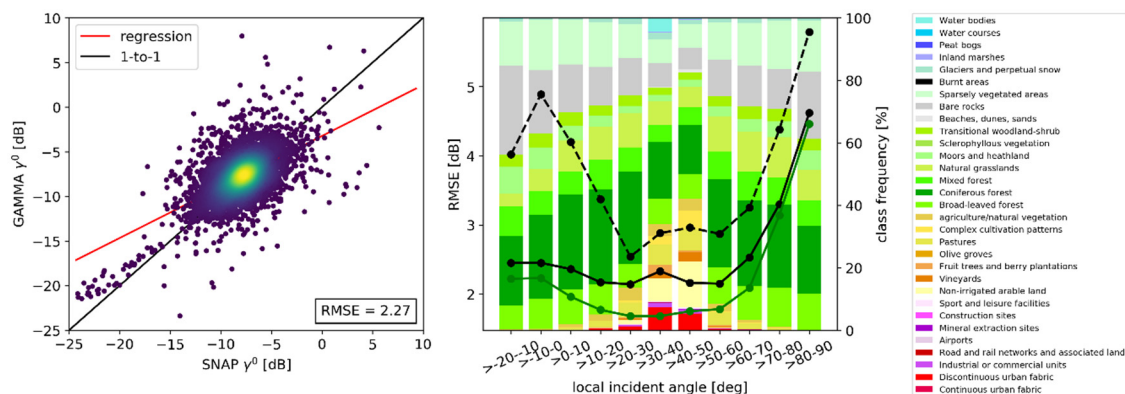 regression
1-to-1
GAMMA γ⁰ [dB]
10
5
0
−5
−10
−15
−20
−25
−25
−20
−15
−10
−5
0
5
10
SNAP γ⁰ [dB]
RMSE = 2.27
RMSE [dB]
5
4
3
2
100
80
60
40
20
0
class frequency [%]
>-20--10
>-10-0
>0-10
>10-20
>20-30
>30-40
>40-50
>50-60
>60-70
>70-80
>80-90
local incident angle [deg]
Water bodies
Water courses
Peat bogs
Inland marshes
Glaciers and perpetual snow
Burnt areas
Sparsely vegetated areas
Bare rocks
Beaches, dunes, sands
Transitional woodland-shrub
Sclerophyllous vegetation
Moors and heathland
Natural grasslands
Mixed forest
Coniferous forest
Broad-leaved forest
agriculture/natural vegetation
Complex cultivation patterns
Pastures
Olive groves
Fruit trees and berry plantations
Vineyards
Non-irrigated arable land
Sport and leisure facilities
Construction sites
Mineral extraction sites
Airports
Road and rail networks and associated land
Industrial or commercial units
Discontinuous urban fabric
Continuous urban fabric